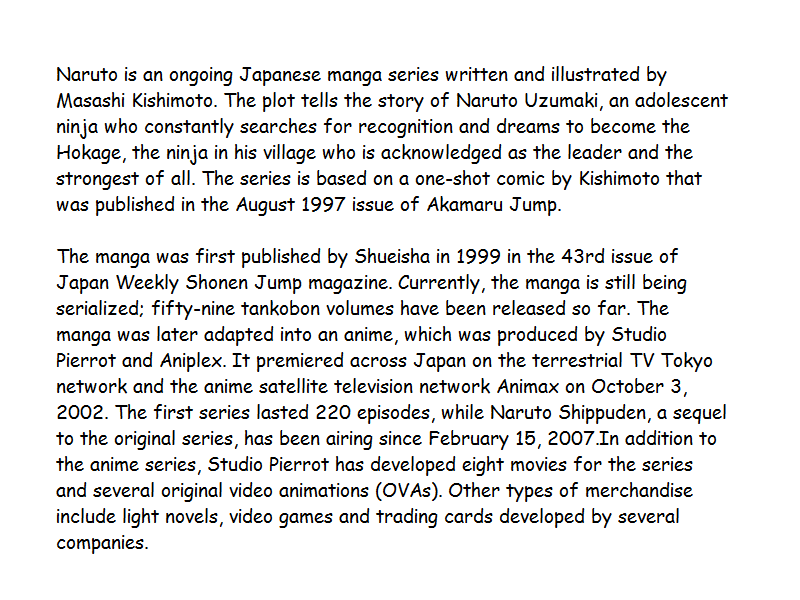 Naruto is an ongoing Japanese manga series written and illustrated by
Masashi Kishimoto. The plot tells the story of Naruto Uzumaki, an adolescent
ninja who constantly searches for recognition and dreams to become the
Hokage, the ninja in his village who is acknowledged as the leader and the
strongest of all. The series is based on a one-shot comic by Kishimoto that
was published in the August 1997 issue of Akamaru Jump.

The manga was first published by Shueisha in 1999 in the 43rd issue of
Japan Weekly Shonen Jump magazine. Currently, the manga is still being
serialized; fifty-nine tankobon volumes have been released so far. The
manga was later adapted into an anime, which was produced by Studio
Pierrot and Aniplex. It premiered across Japan on the terrestrial TV Tokyo
network and the anime satellite television network Animax on October 3,
2002. The first series lasted 220 episodes, while Naruto Shippuden, a sequel
to the original series, has been airing since February 15, 2007.In addition to
the anime series, Studio Pierrot has developed eight movies for the series
and several original video animations (OVAs). Other types of merchandise
include light novels, video games and trading cards developed by several
companies.